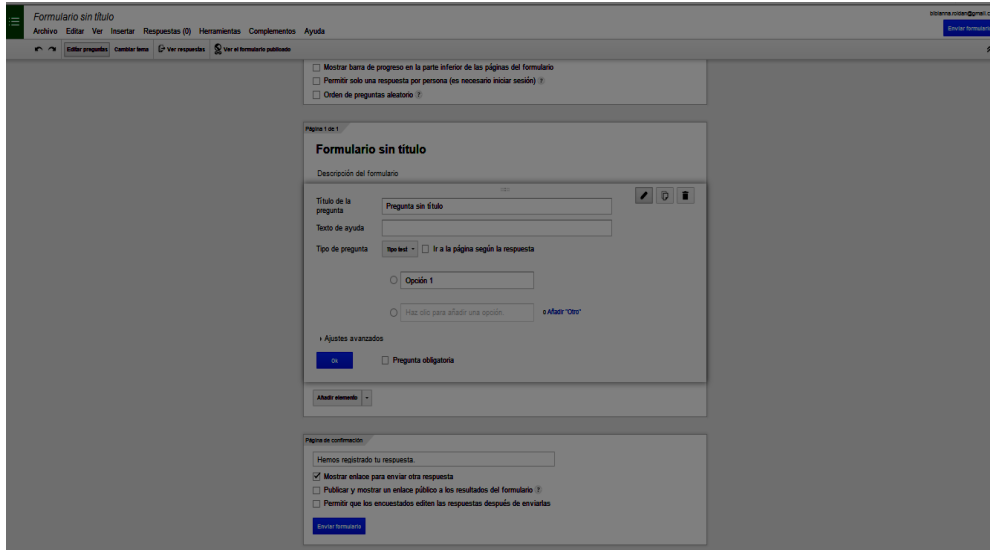 Formulario sin título
Archivo Editar Ver Insertar Respuestas (0) Herramientas Complementos Ayuda
Enviar formulario
Editar preguntas Cambiar tema Ver respuestas Ver el formulario publicado
Mostrar barra de progreso en la parte inferior de las páginas del formulario
Permitir solo una respuesta por persona (es necesario iniciar sesión) ?
Orden de preguntas aleatorio ?
Página 1 de 1
Formulario sin título
Descripción del formulario
Título de la pregunta
Pregunta sin título
Texto de ayuda
Tipo de pregunta Tipo test Ir a la página según la respuesta
Opción 1
Haz clic para añadir una opción. o Añadir "Otro"
Ajustes avanzados
Ok Pregunta obligatoria
Añadir elemento
Página de confirmación
Hemos registrado tu respuesta.
Mostrar enlace para enviar otra respuesta
Publicar y mostrar un enlace público a los resultados del formulario ?
Permitir que los encuestados editen las respuestas después de enviarlas
Enviar formulario